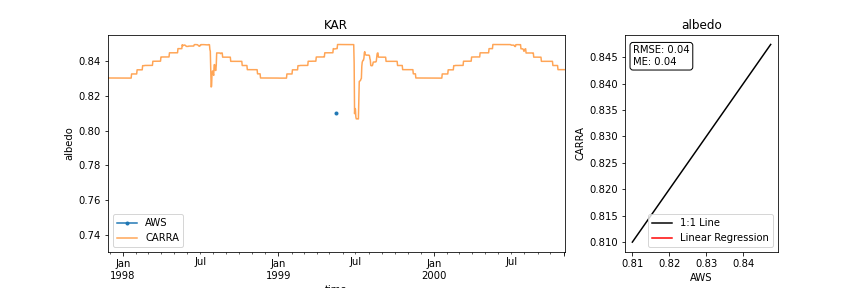 KAR
albedo
0.84
0.82
0.80
0.78
0.76
0.74
albedo
AWS
CARRA
Jan
1998
Jul
Jan
1999
Jul
Jan
2000
Jul
time
RMSE: 0.04
ME: 0.04
0.845
0.840
0.835
0.830
0.825
0.820
0.815
0.810
CARRA
1:1 Line
Linear Regression
0.81
0.82
0.83
0.84
AWS